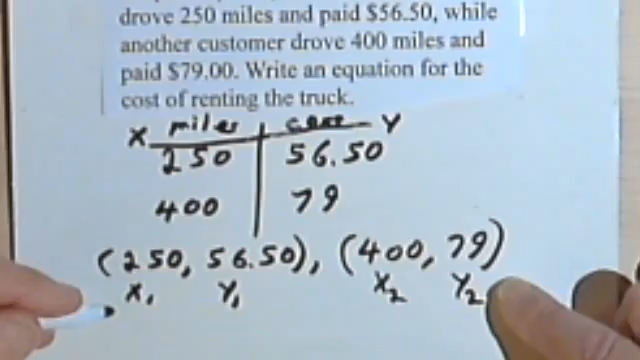 drove 250 miles and paid $56.50, while
another customer drove 400 miles and
paid $79.00. Write an equation for the
cost of renting the truck.
X miles cost Y
250 56.50
400 79
(250, 56.50), (400, 79)
X₁ Y₁ X₂ Y₂